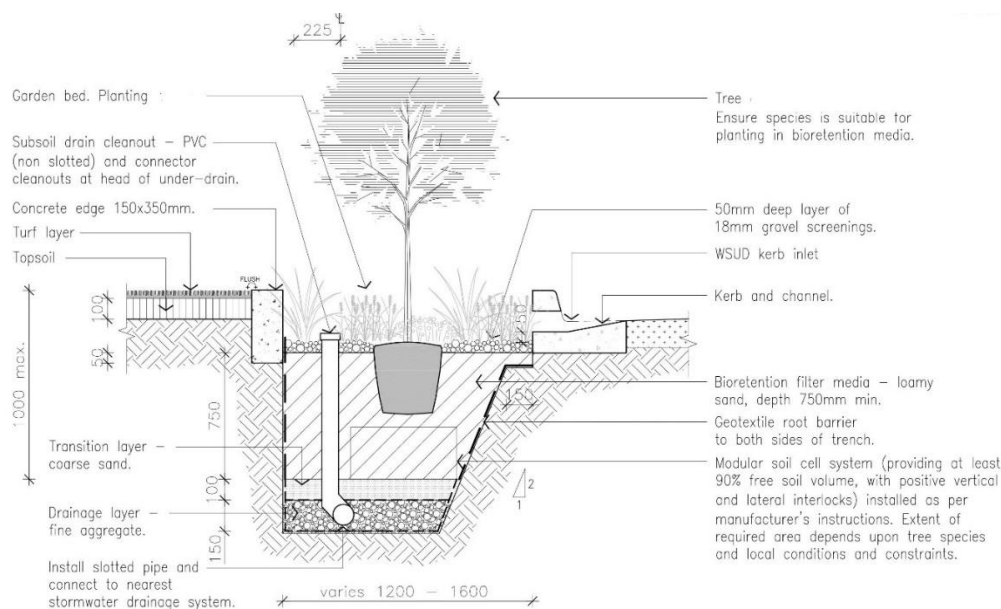 225
Garden bed. Planting
Subsoil drain cleanout – PVC
(non slotted) and connector
cleanouts at head of under–drain.
Concrete edge 150x350mm.
Turf layer
Topsoil
FLUSH
100
50
1000 max.
750
100
150
Transition layer –
coarse sand.
Drainage layer –
fine aggregate.
Install slotted pipe and
connect to nearest
stormwater drainage system.
varies 1200 – 1600
Tree
Ensure species is suitable for
planting in bioretention media.
50mm deep layer of
18mm gravel screenings.
WSUD kerb inlet
Kerb and channel.
50
150
Bioretention filter media – loamy
sand, depth 750mm min.
Geotextile root barrier
to both sides of trench.
2
1
Modular soil cell system (providing at least
90% free soil volume, with positive vertical
and lateral interlocks) installed as per
manufacturer's instructions. Extent of
required area depends upon tree species
and local conditions and constraints.